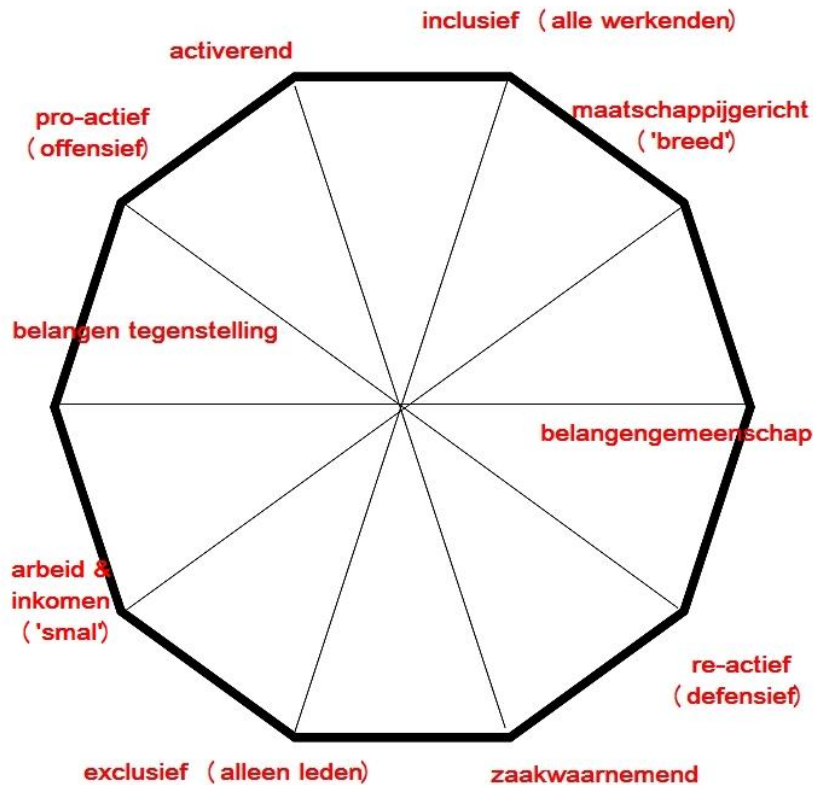 inclusief (alle werkenden)
activerend
maatschappijgericht
('breed')
pro-actief
(offensief)
belangen tegenstelling
belangengemeenschap
arbeid &
inkomen
('smal')
re-actief
(defensief)
exclusief (alleen leden)
zaakwaarnemend